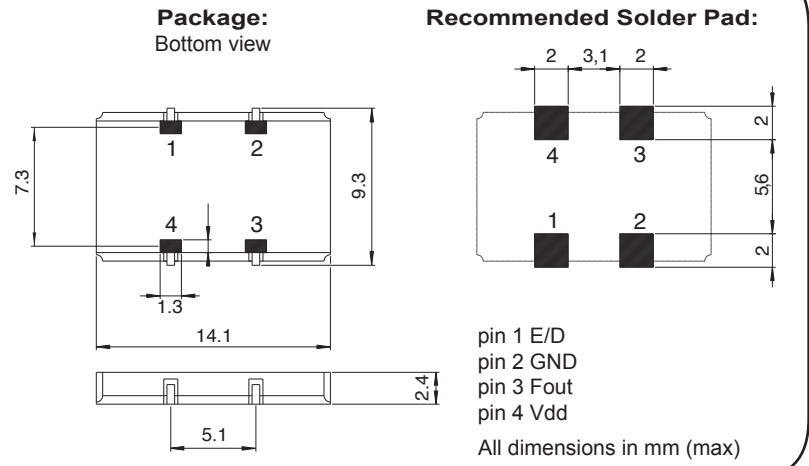 Package:
Bottom view
1
2
4
3
7.3
9.3
1.3
14.1
2.4
5.1
Recommended Solder Pad:
2
3,1
2
2
4
3
5,6
1
2
2
pin 1 E/D
pin 2 GND
pin 3 Fout
pin 4 Vdd
All dimensions in mm (max)